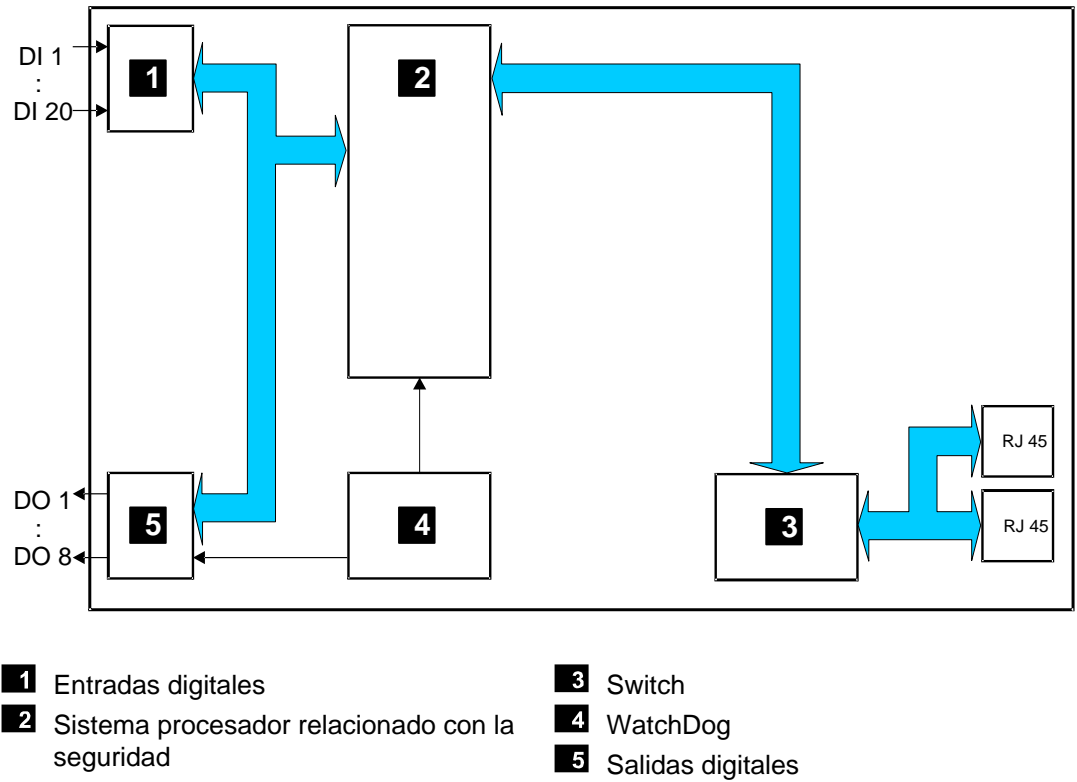 DI 1
:
DI 20
1
2
RJ 45
DO 1
:
DO 8
5
4
3
RJ 45
1 Entradas digitales
2 Sistema procesador relacionado con la
seguridad
3 Switch
4 WatchDog
5 Salidas digitales